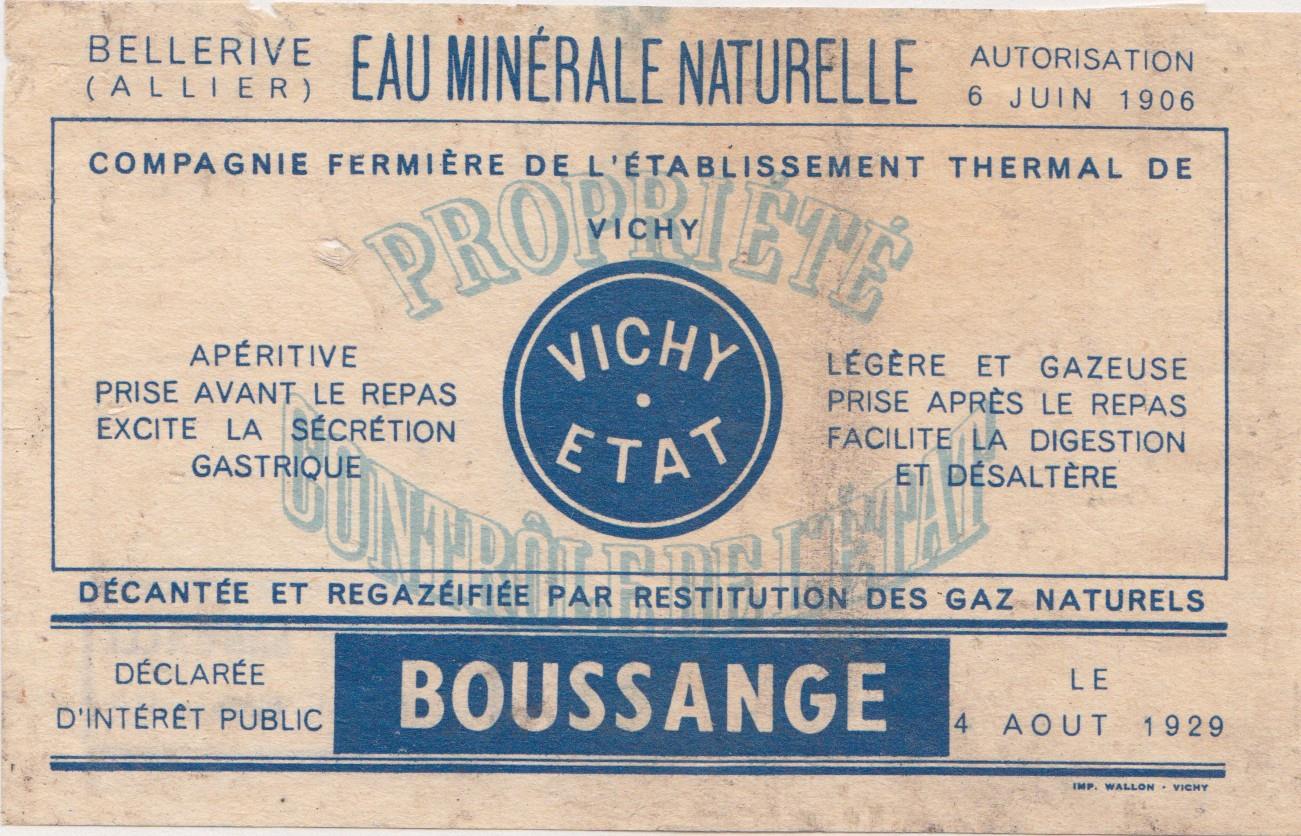 BELLERIVE
(ALLIER)
EAU MINÉRALE NATURELLE
AUTORISATION
6 JUIN 1906
COMPAGNIE FERMIÈRE DE L'ÉTABLISSEMENT THERMAL DE
VICHY
PROPRIÉTÉ
APÉRITIVE
PRISE AVANT LE REPAS
EXCITE LA SÉCRÉTION
GASTRIQUE
VICHY
ETAT
LÉGÈRE ET GAZEUSE
PRISE APRÈS LE REPAS
FACILITE LA DIGESTION
ET DÉSALTÈRE
CONTRÔLE DE L'ÉTAT
DÉCANTÉE ET REGAZÉIFIÉE PAR RESTITUTION DES GAZ NATURELS
DÉCLARÉE
D'INTÉRÊT PUBLIC
BOUSSANGE
LE
4 AOUT 1929
IMP. WALLON · VICHY